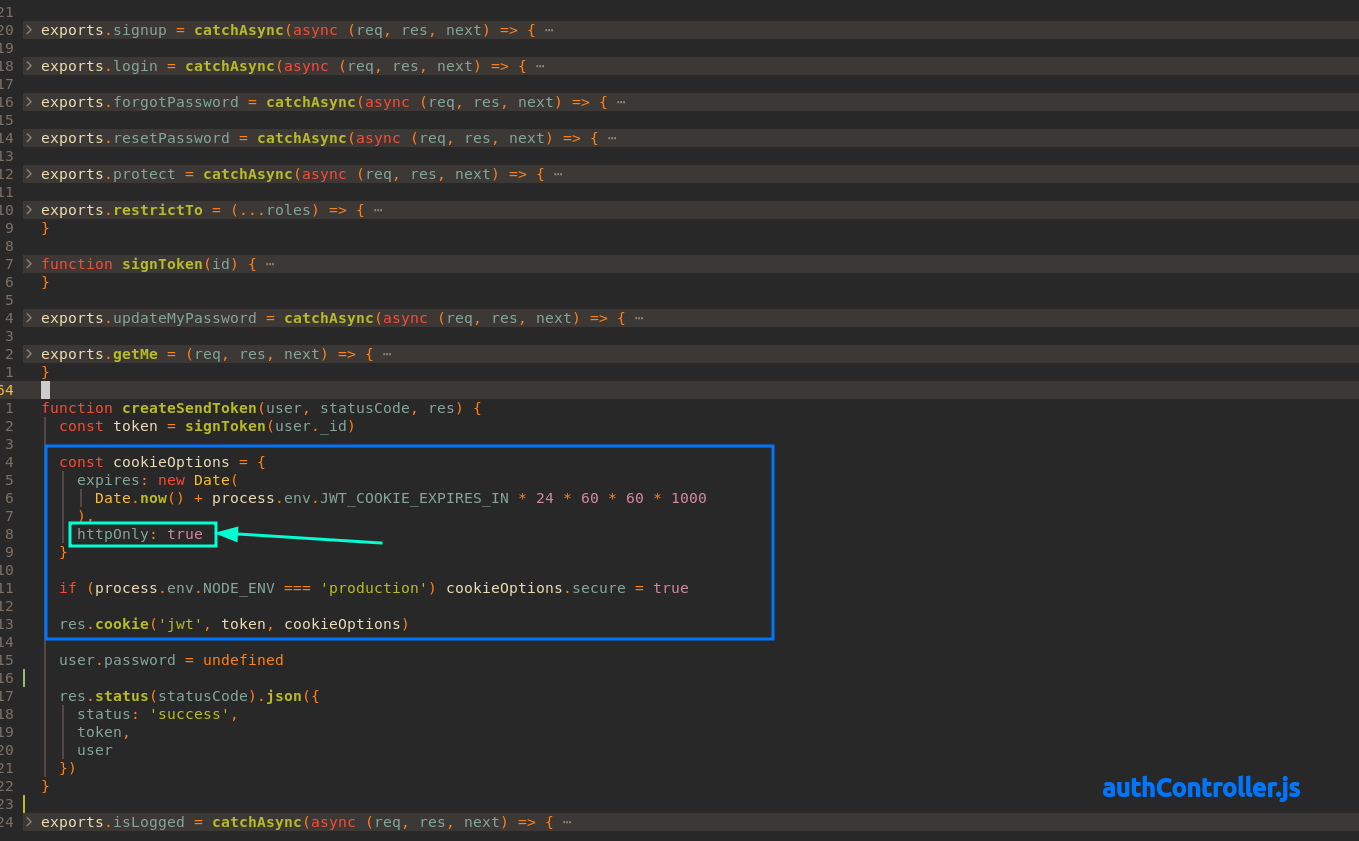 21
20 > exports.signup = catchAsync(async (req, res, next) => { ⋯
19
18 > exports.login = catchAsync(async (req, res, next) => { ⋯
17
16 > exports.forgotPassword = catchAsync(async (req, res, next) => { ⋯
15
14 > exports.resetPassword = catchAsync(async (req, res, next) => { ⋯
13
12 > exports.protect = catchAsync(async (req, res, next) => { ⋯
11
10 > exports.restrictTo = (...roles) => { ⋯
9 }
8
7 > function signToken(id) { ⋯
6 }
5
4 > exports.updateMyPassword = catchAsync(async (req, res, next) => { ⋯
3
2 > exports.getMe = (req, res, next) => { ⋯
1 }
64
1 function createSendToken(user, statusCode, res) {
2 const token = signToken(user._id)
3
4 const cookieOptions = {
5 expires: new Date(
6 Date.now() + process.env.JWT_COOKIE_EXPIRES_IN * 24 * 60 * 60 * 1000
7 ),
8 httpOnly: true
9 }
10
11 if (process.env.NODE_ENV === 'production') cookieOptions.secure = true
12
13 res.cookie('jwt', token, cookieOptions)
14
15 user.password = undefined
16
17 res.status(statusCode).json({
18 status: 'success',
19 token,
20 user
21 })
22 }
23
24 > exports.isLogged = catchAsync(async (req, res, next) => { ⋯
authController.js